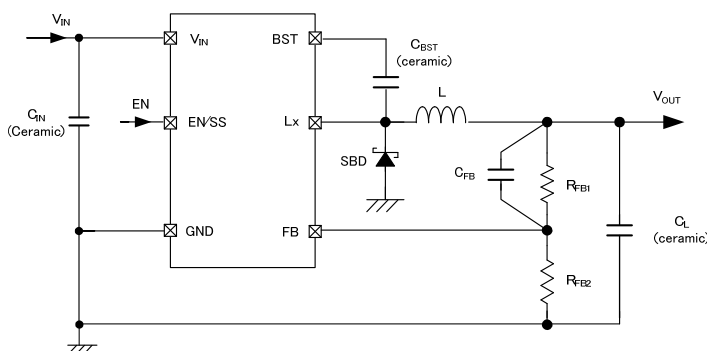 VIN
VIN
BST
CBST
(ceramic)
L
VOUT
CIN
(Ceramic)
EN
EN/SS
Lx
SBD
CFB
RFB1
GND
FB
CL
(ceramic)
RFB2